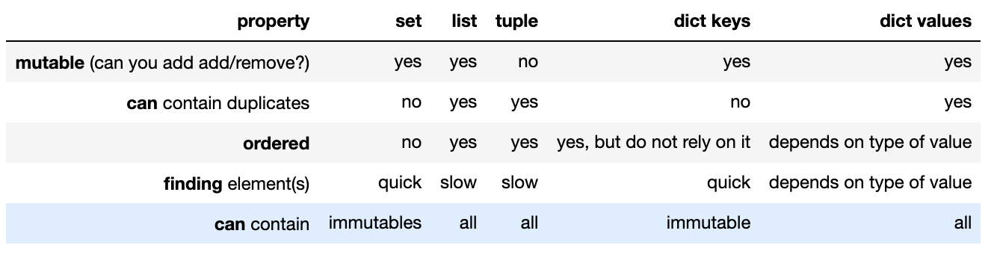 property set list tuple dict keys dict values
mutable (can you add add/remove?) yes yes no yes yes
can contain duplicates no yes yes no yes
ordered no yes yes yes, but do not rely on it depends on type of value
finding element(s) quick slow slow quick depends on type of value
can contain immutables all all immutable all